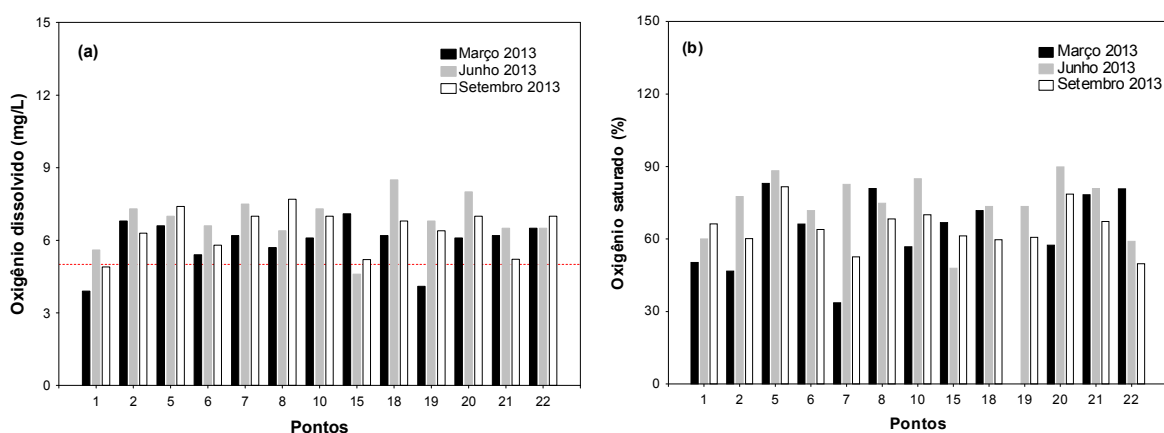 (a)
Março 2013
Junho 2013
Setembro 2013
Oxigênio dissolvido (mg/L)
15
12
9
6
3
0
1 2 5 6 7 8 10 15 18 19 20 21 22
Pontos
(b)
Março 2013
Junho 2013
Setembro 2013
Oxigênio saturado (%)
150
120
90
60
30
0
1 2 5 6 7 8 10 15 18 19 20 21 22
Pontos